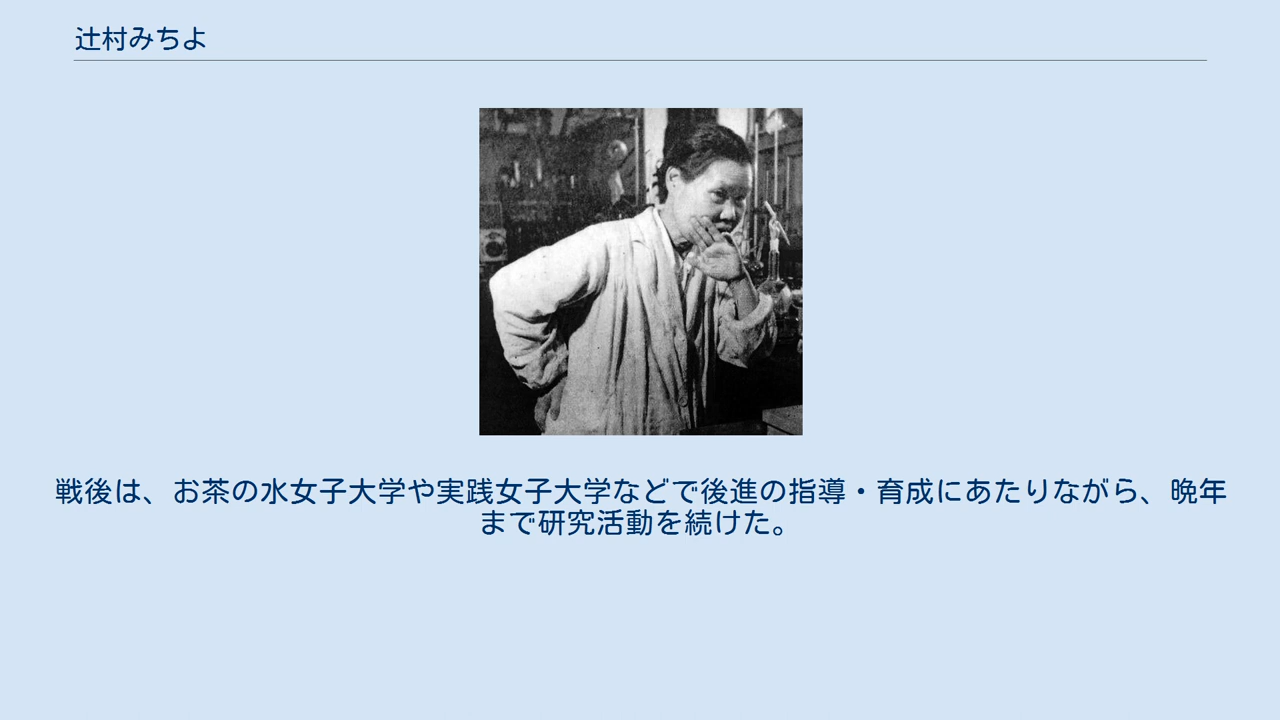 辻村みちよ
戦後は、お茶の水女子大学や実践女子大学などで後進の指導・育成にあたりながら、晩年
まで研究活動を続けた。